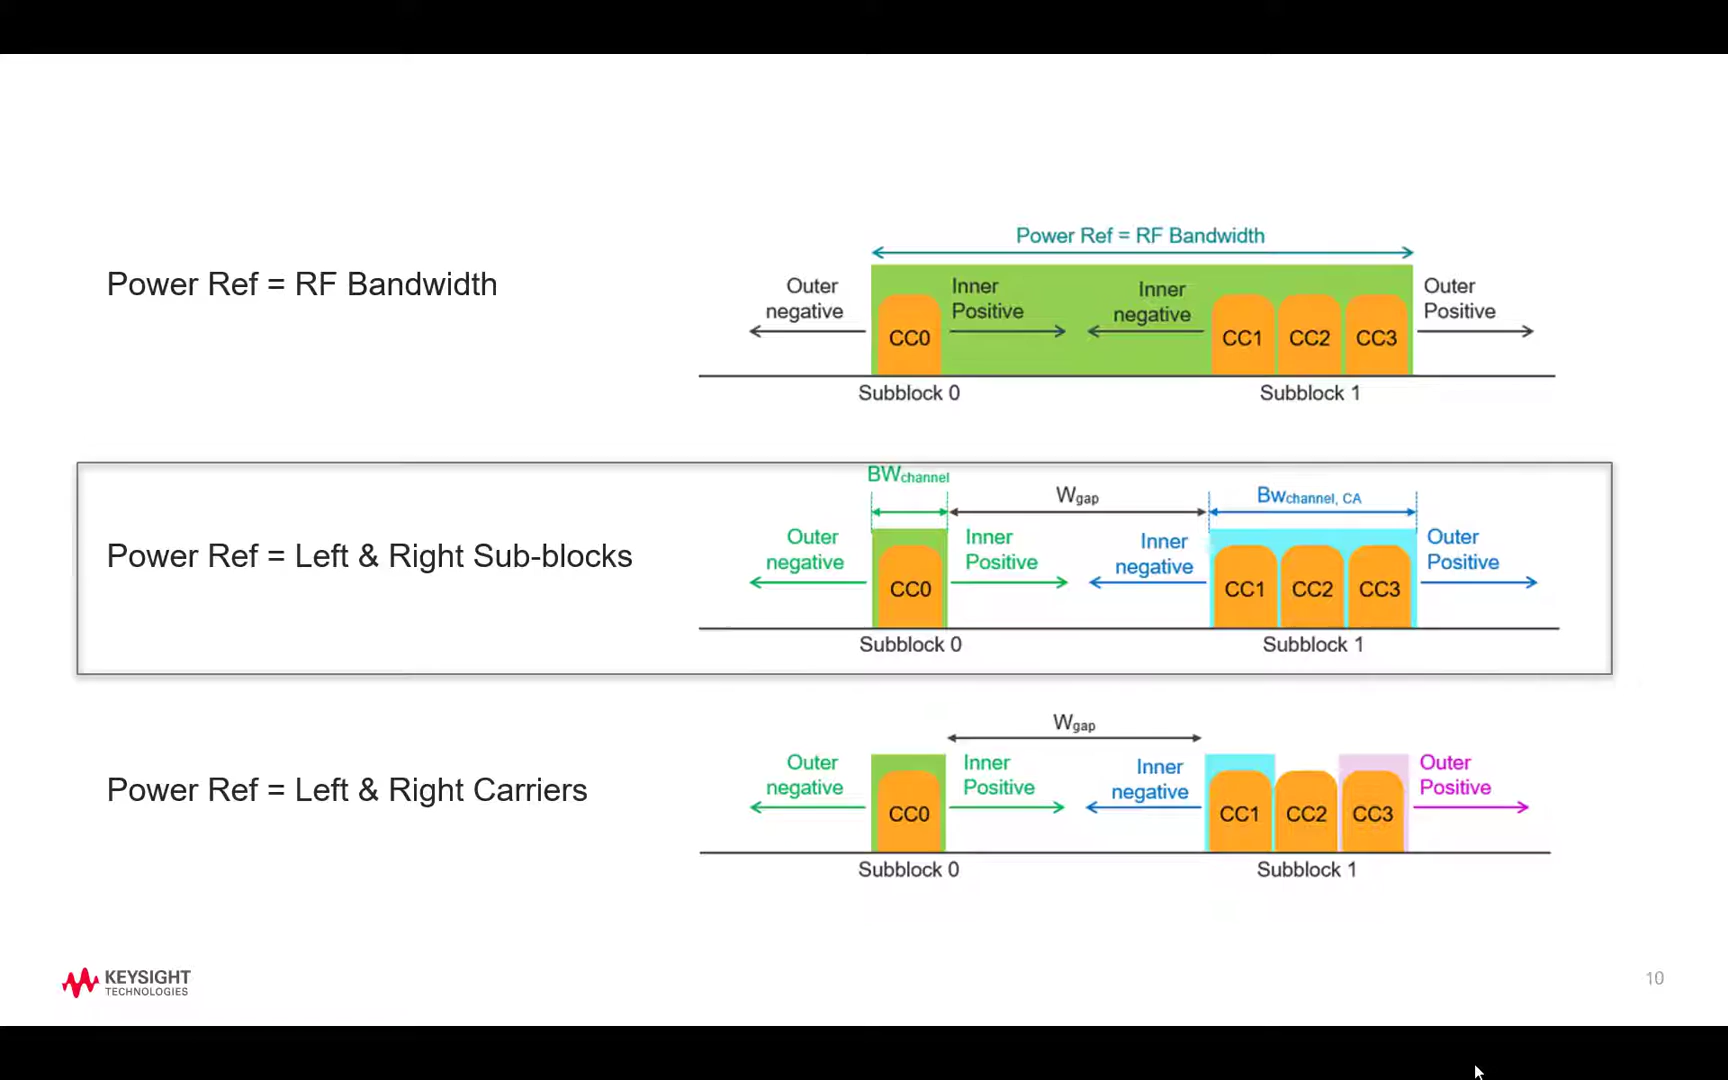 Power Ref = RF Bandwidth
Power Ref = RF Bandwidth
Outer
negative
Inner
Positive
Inner
negative
Outer
Positive
CC0
CC1
CC2
CC3
Subblock 0
Subblock 1
Power Ref = Left & Right Sub-blocks
BWchannel
Wgap
Bwchannel, CA
Outer
negative
Inner
Positive
Inner
negative
Outer
Positive
CC0
CC1
CC2
CC3
Subblock 0
Subblock 1
Power Ref = Left & Right Carriers
Wgap
Outer
negative
Inner
Positive
Inner
negative
Outer
Positive
CC0
CC1
CC2
CC3
Subblock 0
Subblock 1
KEYSIGHT
TECHNOLOGIES
10